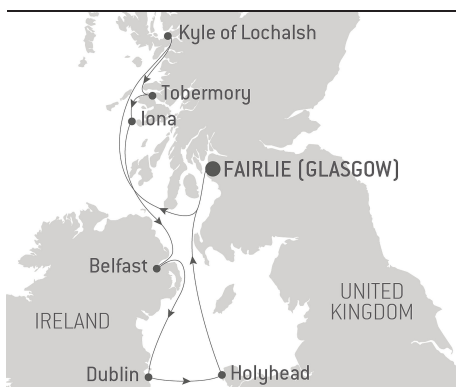 Kyle of Lochalsh
Tobermory
Iona
FAIRLIE (GLASGOW)
Belfast
UNITED
KINGDOM
IRELAND
Dublin
Holyhead